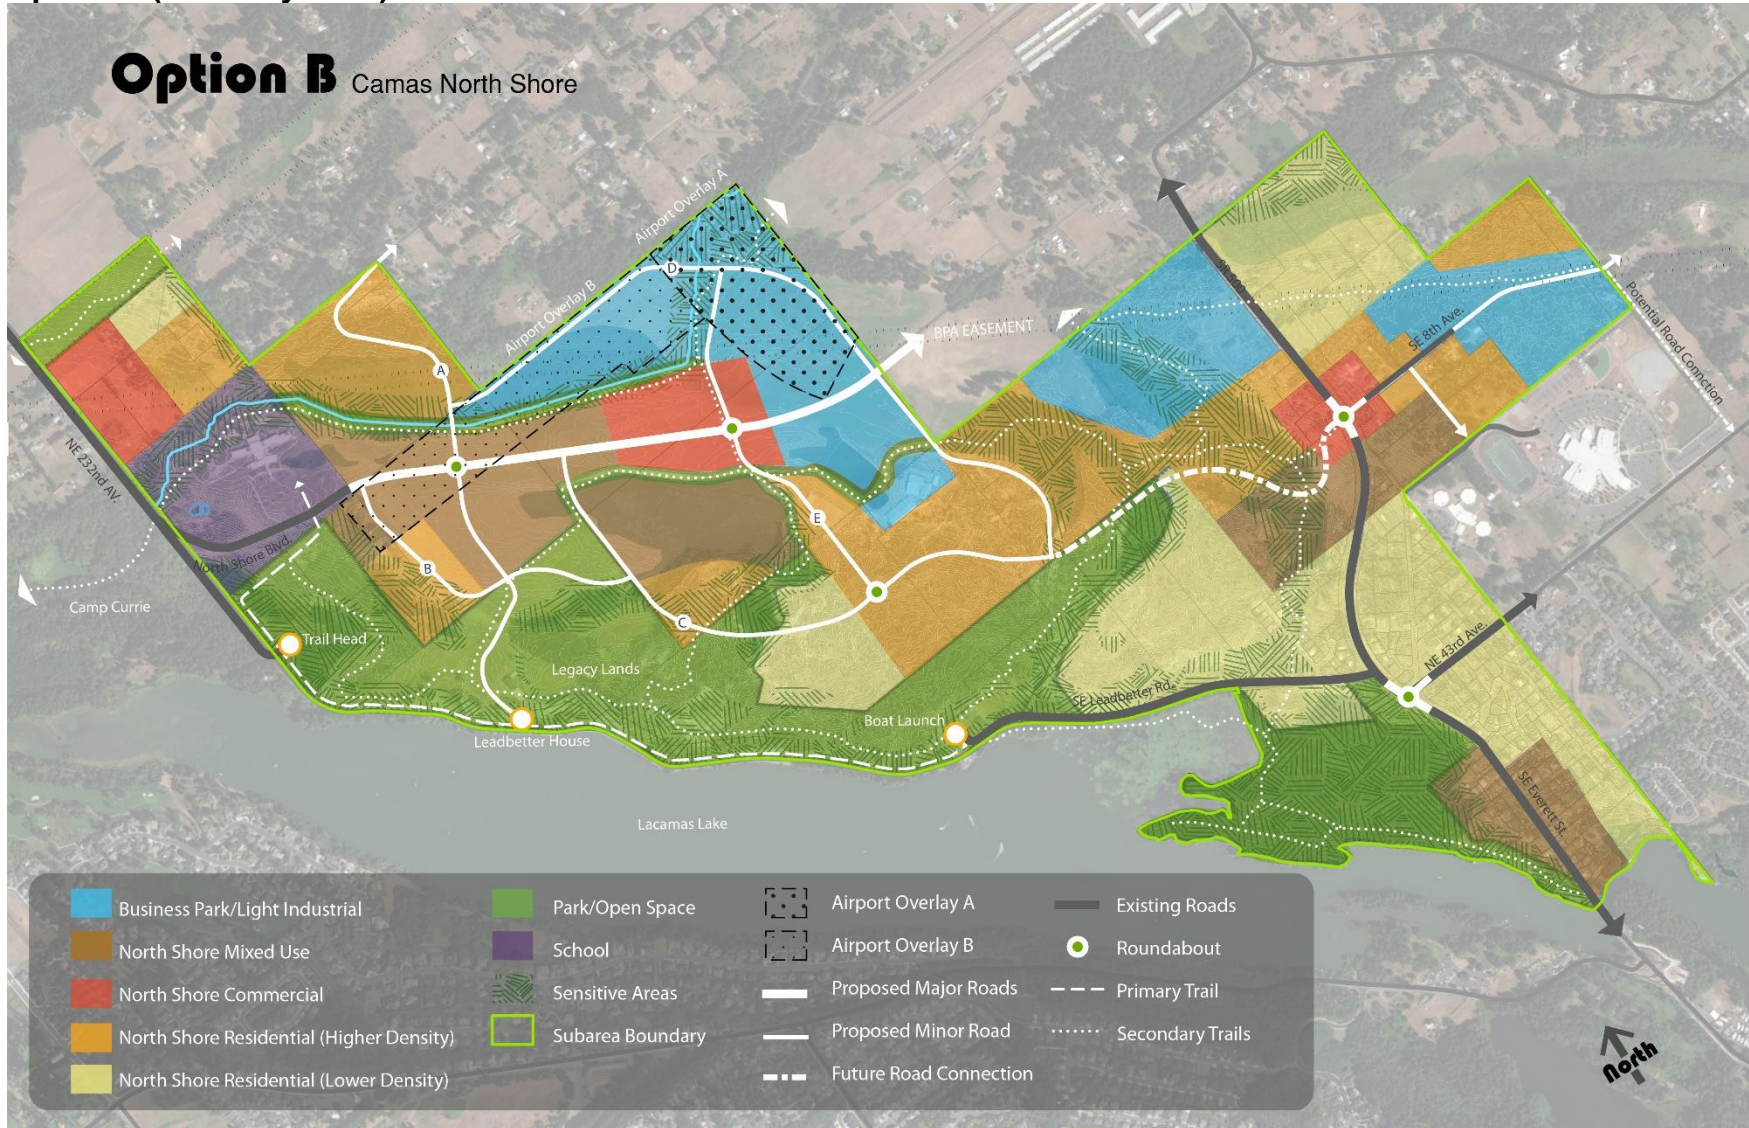 Option B Camas North Shore
Airport Overlay A
Airport Overlay B
D
A
BPA EASEMENT
SE 8th Ave.
Potential Road Connction
NE 232nd AV.
North Shore Blvd.
B
E
C
Camp Currie
Trail Head
Legacy Lands
Leadbetter House
Boat Launch
SE Leadbetter Rd.
NE 43rd Ave.
SE Everett St.
Lacamas Lake
Business Park/Light Industrial
North Shore Mixed Use
North Shore Commercial
North Shore Residential (Higher Density)
North Shore Residential (Lower Density)
Park/Open Space
School
Sensitive Areas
Subarea Boundary
Airport Overlay A
Airport Overlay B
Proposed Major Roads
Proposed Minor Road
Future Road Connection
Existing Roads
Roundabout
Primary Trail
Secondary Trails
North